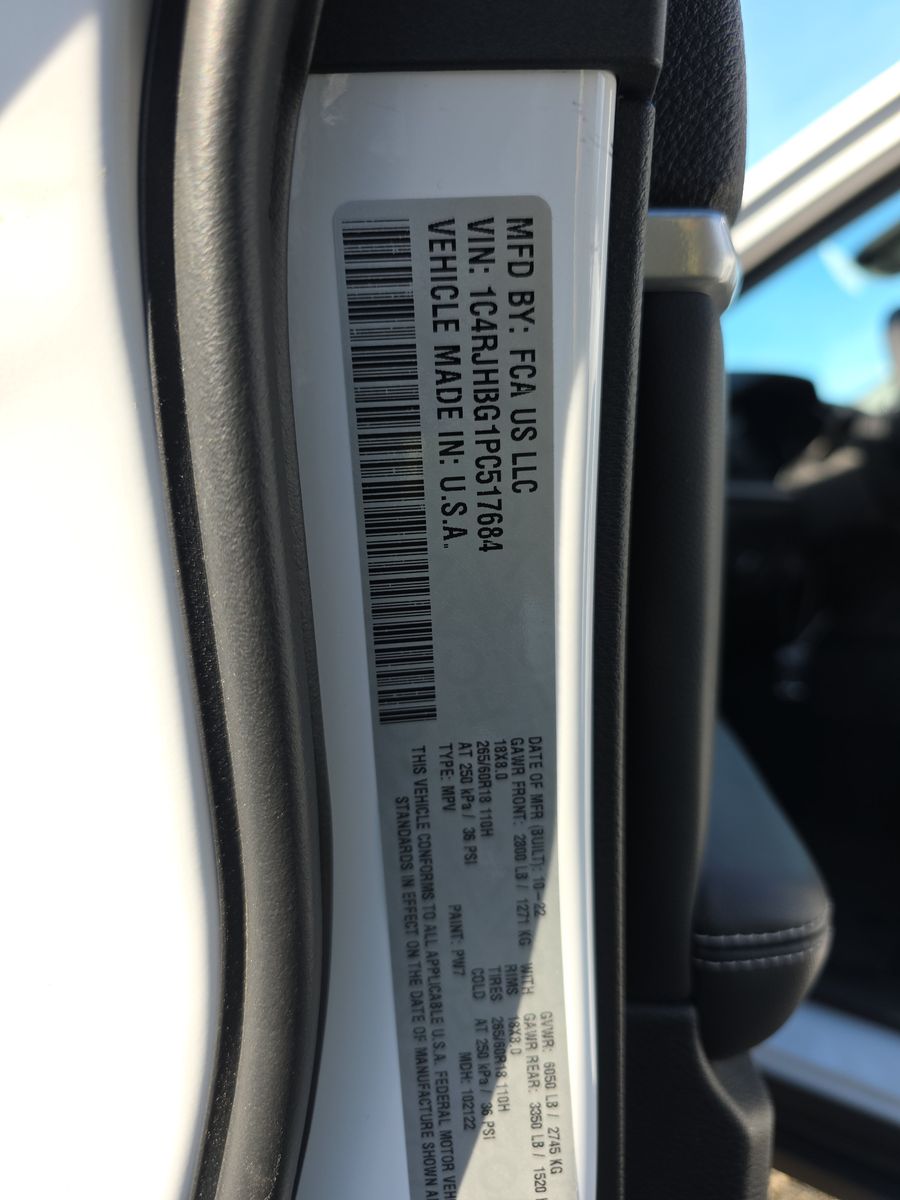 MFD BY: FCA US LLC
VIN: 1C4RJHBG1PC517684
VEHICLE MADE IN: U.S.A.
DATE OF MFR (BUILT): 10-22 GVWR: 6050 LB / 2745 KG
GAWR FRONT: 2800 LB / 1271 KG WITH GAWR REAR: 3350 LB / 1520
18X8.0 RIMS 18X8.0
265/60R18 110H TIRES 265/60R18 110H
AT 250 kPa / 36 PSI COLD AT 250 kPa / 36 PSI
TYPE: MPV PAINT: PW7 MDH: 102122
THIS VEHICLE CONFORMS TO ALL APPLICABLE U.S.A. FEDERAL MOTOR VEH
STANDARDS IN EFFECT ON THE DATE OF MANUFACTURE SHOWN A